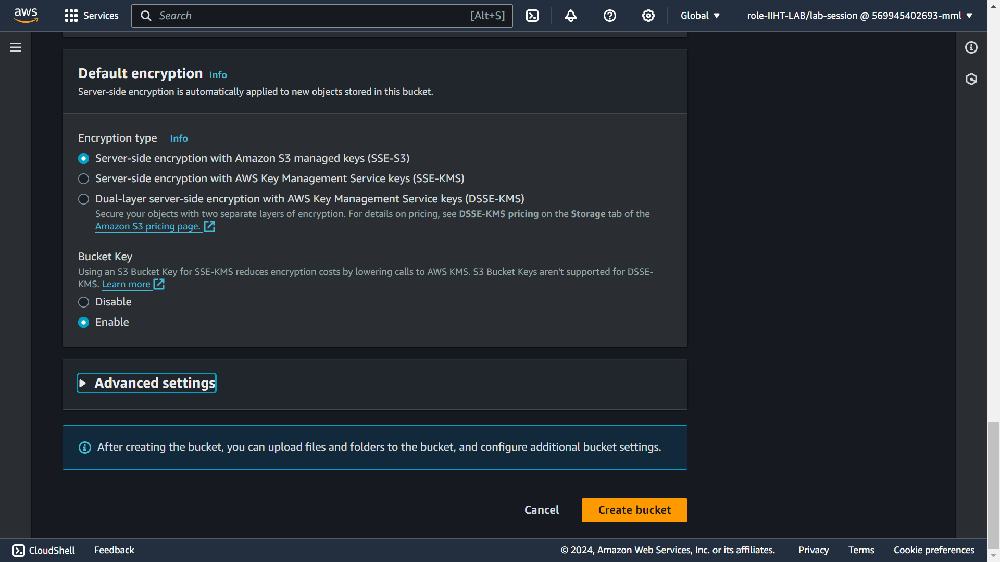 aws
Services
Search
[Alt+S]
Global
role-IIHT-LAB/lab-session @ 569945402693-mml
Default encryption Info
Server-side encryption is automatically applied to new objects stored in this bucket.
Encryption type Info
Server-side encryption with Amazon S3 managed keys (SSE-S3)
Server-side encryption with AWS Key Management Service keys (SSE-KMS)
Dual-layer server-side encryption with AWS Key Management Service keys (DSSE-KMS)
Secure your objects with two separate layers of encryption. For details on pricing, see DSSE-KMS pricing on the Storage tab of the
Amazon S3 pricing page.
Bucket Key
Using an S3 Bucket Key for SSE-KMS reduces encryption costs by lowering calls to AWS KMS. S3 Bucket Keys aren't supported for DSSE-
KMS. Learn more
Disable
Enable
Advanced settings
After creating the bucket, you can upload files and folders to the bucket, and configure additional bucket settings.
Cancel
Create bucket
CloudShell
Feedback
© 2024, Amazon Web Services, Inc. or its affiliates.
Privacy
Terms
Cookie preferences